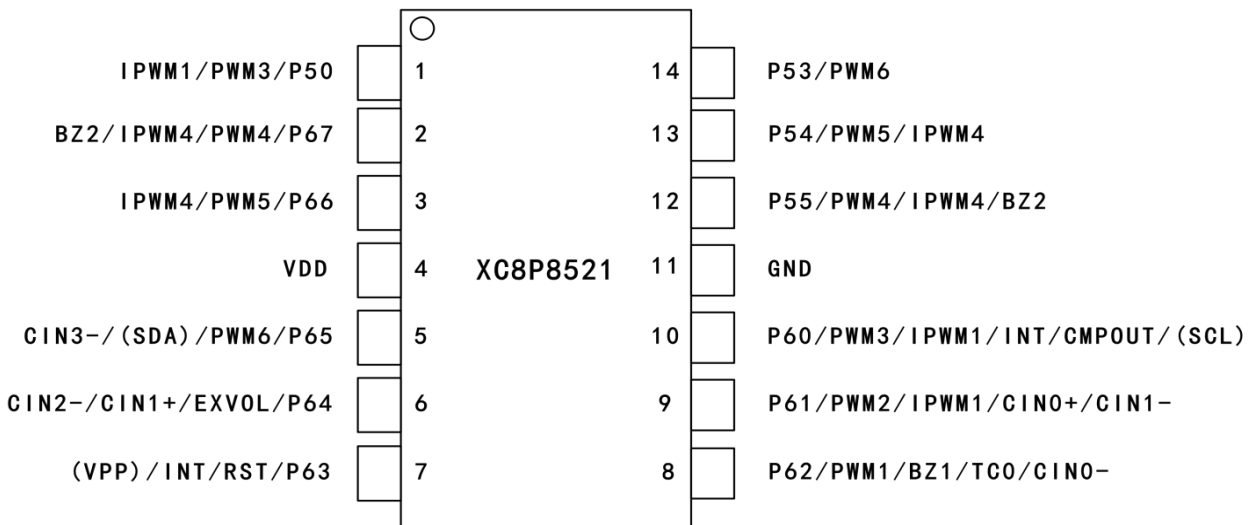 IPWM1/PWM3/P50 1 14 P53/PWM6
BZ2/IPWM4/PWM4/P67 2 13 P54/PWM5/IPWM4
IPWM4/PWM5/P66 3 12 P55/PWM4/IPWM4/BZ2
VDD 4 XC8P8521 11 GND
CIN3-/(SDA)/PWM6/P65 5 10 P60/PWM3/IPWM1/INT/CMPOUT/(SCL)
CIN2-/CIN1+/EXVOL/P64 6 9 P61/PWM2/IPWM1/CIN0+/CIN1-
(VPP)/INT/RST/P63 7 8 P62/PWM1/BZ1/TC0/CIN0-